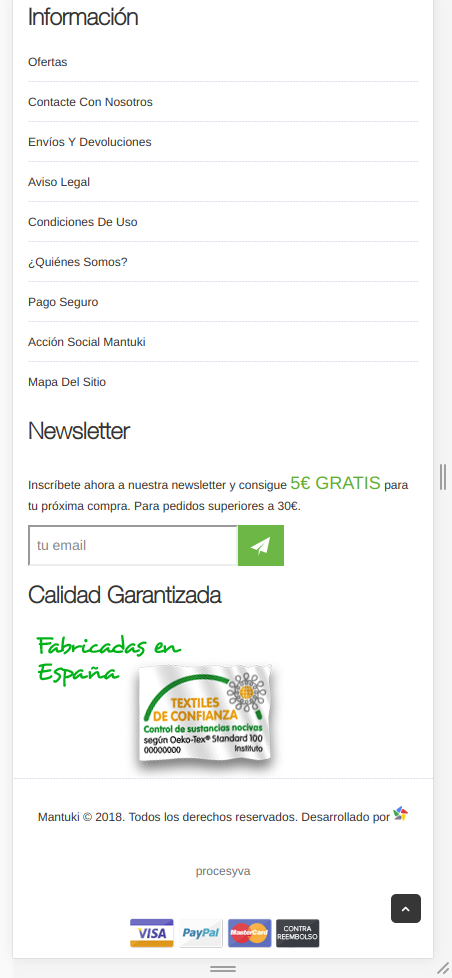 Información
Ofertas
Contacte Con Nosotros
Envíos Y Devoluciones
Aviso Legal
Condiciones De Uso
¿Quiénes Somos?
Pago Seguro
Acción Social Mantuki
Mapa Del Sitio
Newsletter
Inscríbete ahora a nuestra newsletter y consigue 5€ GRATIS para
tu próxima compra. Para pedidos superiores a 30€.
tu email
Calidad Garantizada
Fabricadas en
España
TEXTILES
DE CONFIANZA
Control de sustancias nocivas
según Oeko-Tex® Standard 100
00000000 Instituto
Mantuki © 2018. Todos los derechos reservados. Desarrollado por
procesyva
VISA PayPal MasterCard CONTRA
REEMBOLSO